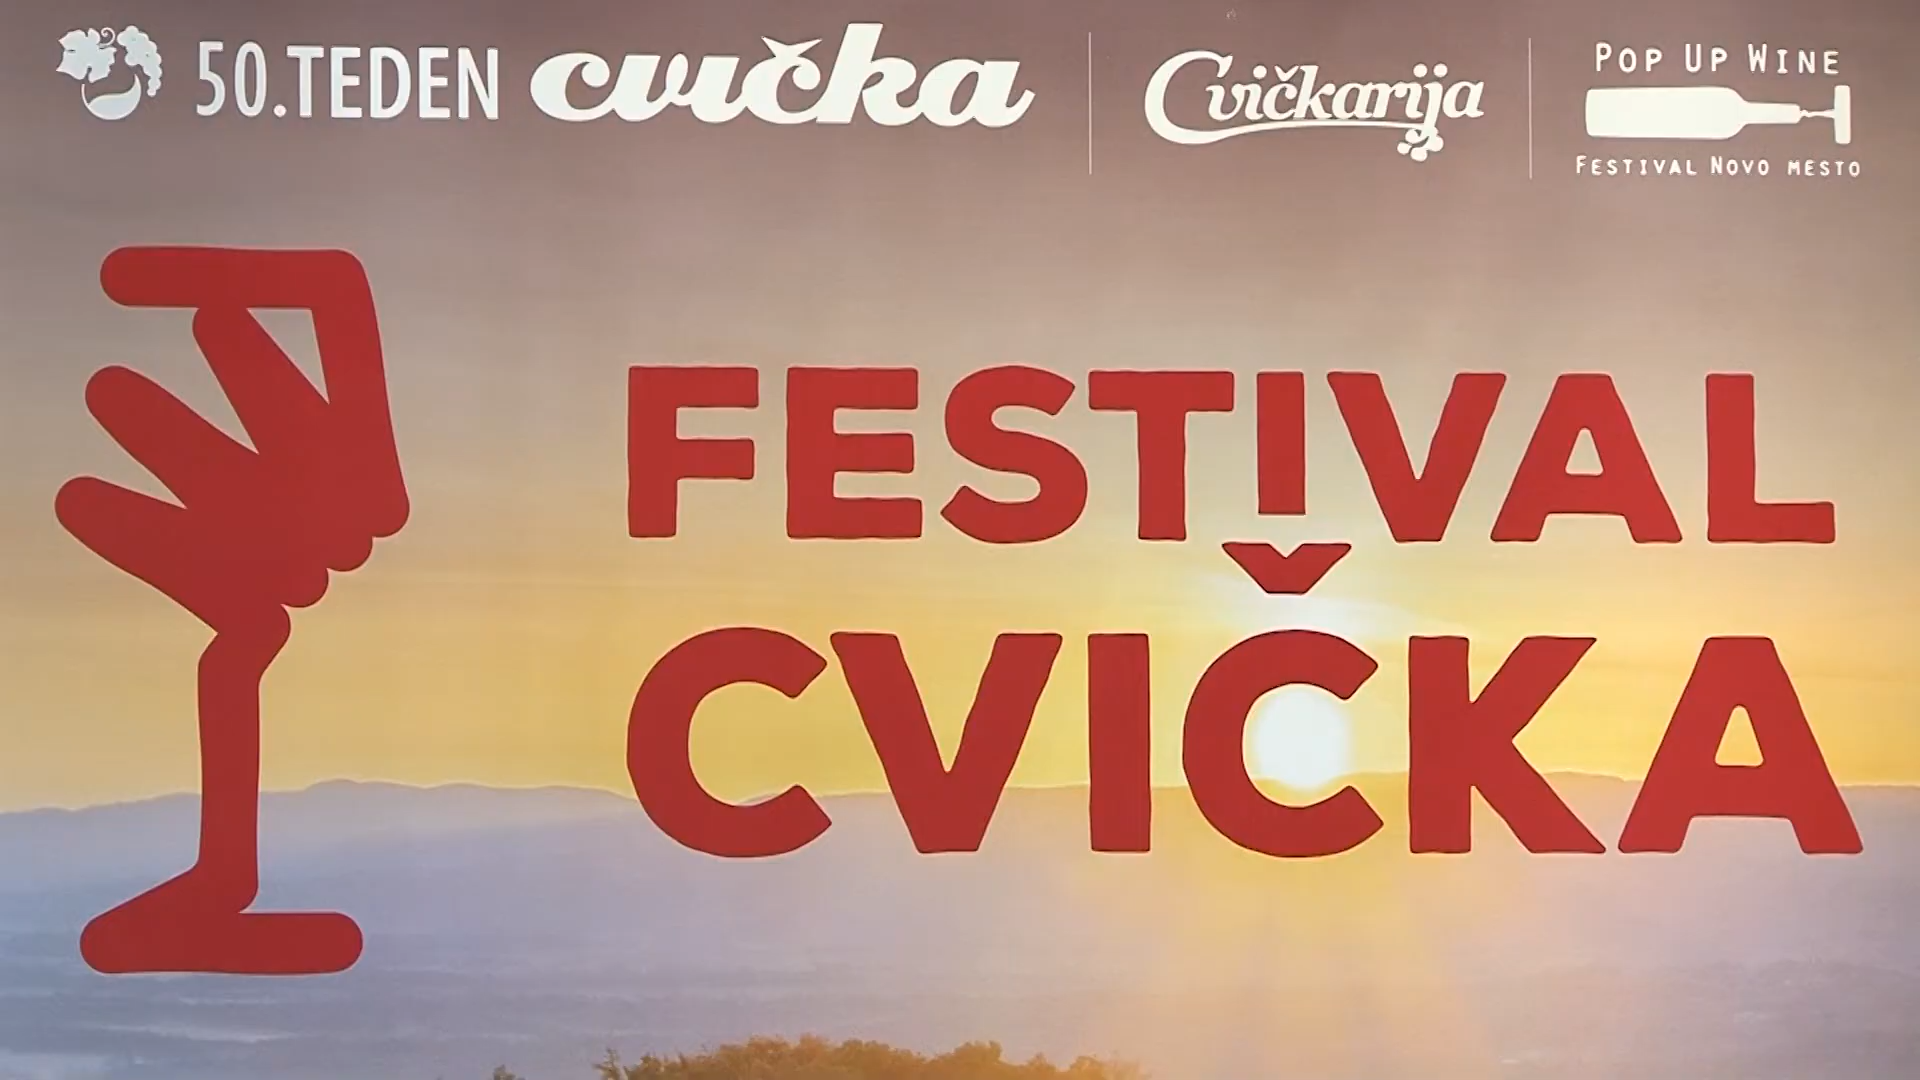 50.TEDEN cvička
Cvičkarija
POP UP WINE
FESTIVAL NOVO MESTO
FESTIVAL
CVIČKA